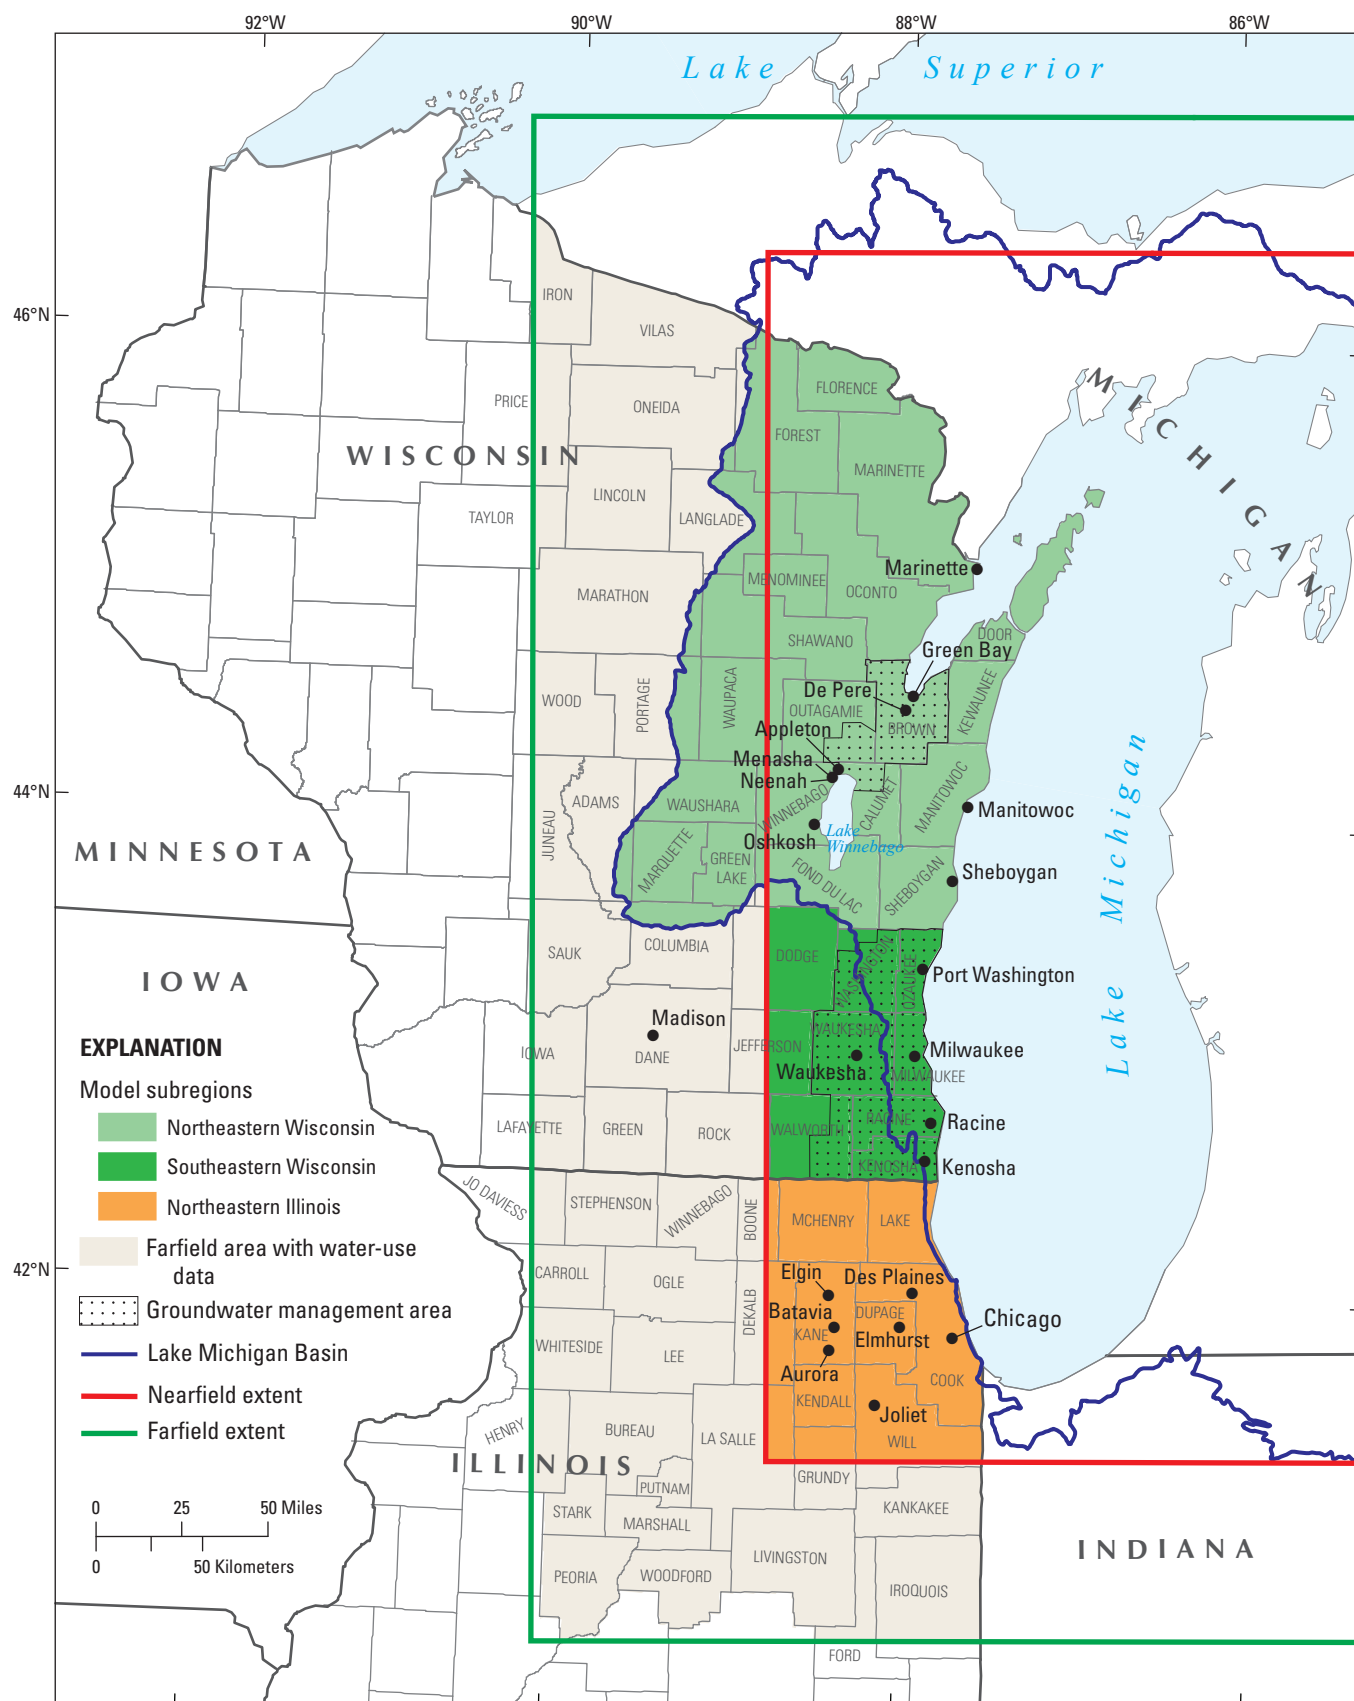 92°W
90°W
88°W
86°W
Lake Superior
46°N
44°N
42°N
IRON
VILAS
PRICE
ONEIDA
FLORENCE
FOREST
MARINETTE
MICHIGAN
WISCONSIN
LINCOLN
TAYLOR
LANGLADE
Marinette
MENOMINEE
OCONTO
MARATHON
SHAWANO
DOOR
Green Bay
De Pere
WOOD
PORTAGE
WAUPACA
OUTAGAMIE
BROWN
KEWAUNEE
Appleton
Menasha
Neenah
ADAMS
WAUSHARA
WINNEBAGO
CALUMET
MANITOWOC
Manitowoc
JUNEAU
Oshkosh
Lake
Winnebago
MINNESOTA
MARQUETTE
GREEN
LAKE
FOND DU LAC
SHEBOYGAN
Sheboygan
Lake Michigan
SAUK
COLUMBIA
DODGE
WASHINGTON
OZAUKEE
Port Washington
IOWA
Madison
IOWA
DANE
JEFFERSON
WAUKESHA
Waukesha
Milwaukee
MILWAUKEE
LAFAYETTE
GREEN
ROCK
WALWORTH
RACINE
Racine
KENOSHA
Kenosha
EXPLANATION
Model subregions
Northeastern Wisconsin
Southeastern Wisconsin
Northeastern Illinois
Farfield area with water-use
data
Groundwater management area
Lake Michigan Basin
Nearfield extent
Farfield extent
0 25 50 Miles
0 50 Kilometers
JO DAVIESS
STEPHENSON
WINNEBAGO
BOONE
MCHENRY
LAKE
CARROLL
OGLE
DEKALB
Elgin
Des Plaines
Batavia
KANE
DUPAGE
Elmhurst
Chicago
WHITESIDE
LEE
Aurora
COOK
KENDALL
Joliet
HENRY
BUREAU
LA SALLE
WILL
ILLINOIS
PUTNAM
GRUNDY
STARK
MARSHALL
KANKAKEE
LIVINGSTON
INDIANA
PEORIA
WOODFORD
IROQUOIS
FORD